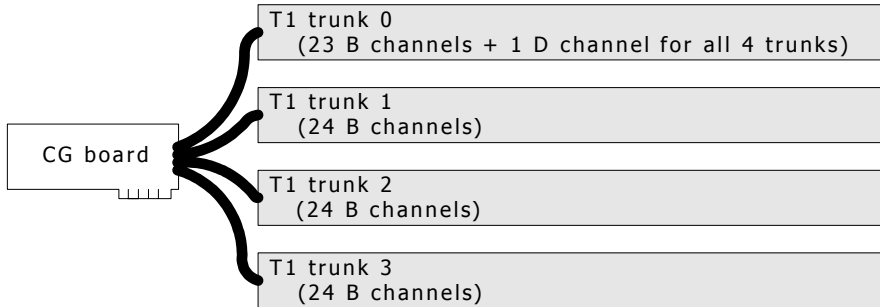 T1 trunk 0
(23 B channels + 1 D channel for all 4 trunks)
T1 trunk 1
(24 B channels)
CG board
T1 trunk 2
(24 B channels)
T1 trunk 3
(24 B channels)